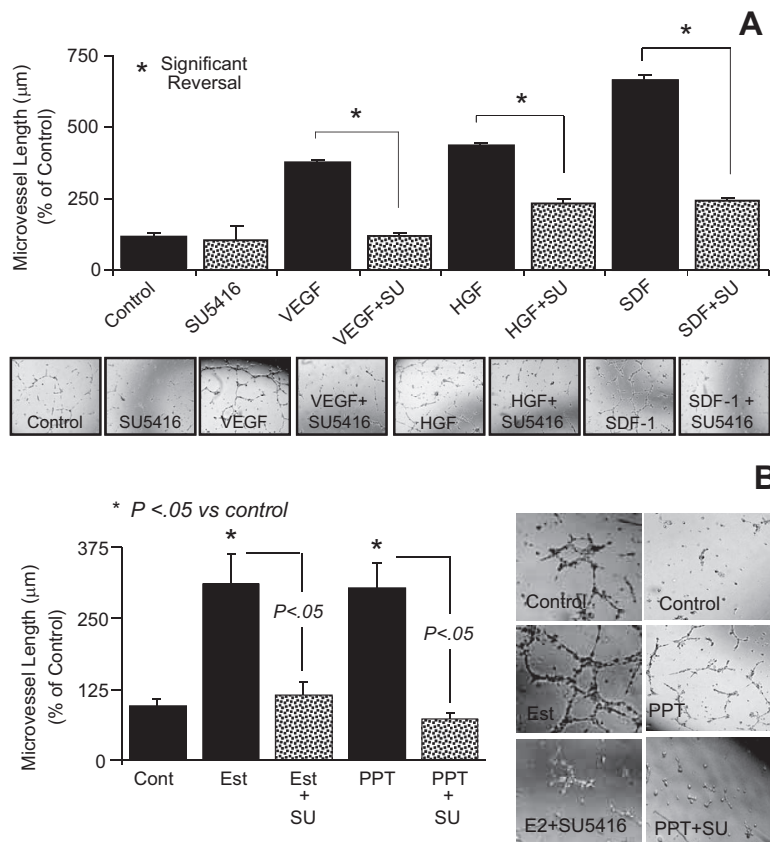 A
* Significant
Reversal
Microvessel Length (μm)
(% of Control)
750
500
250
0
*
*
*
Control
SU5416
VEGF
VEGF+SU
HGF
HGF+SU
SDF
SDF+SU
Control
SU5416
VEGF
VEGF+
SU5416
HGF
HGF+
SU5416
SDF-1
SDF-1 +
SU5416
B
* P <.05 vs control
Microvessel Length (μm)
(% of Control)
375
250
125
0
*
*
P<.05
P<.05
Cont
Est
Est
+
SU
PPT
PPT
+
SU
Control
Control
Est
PPT
E2+SU5416
PPT+SU